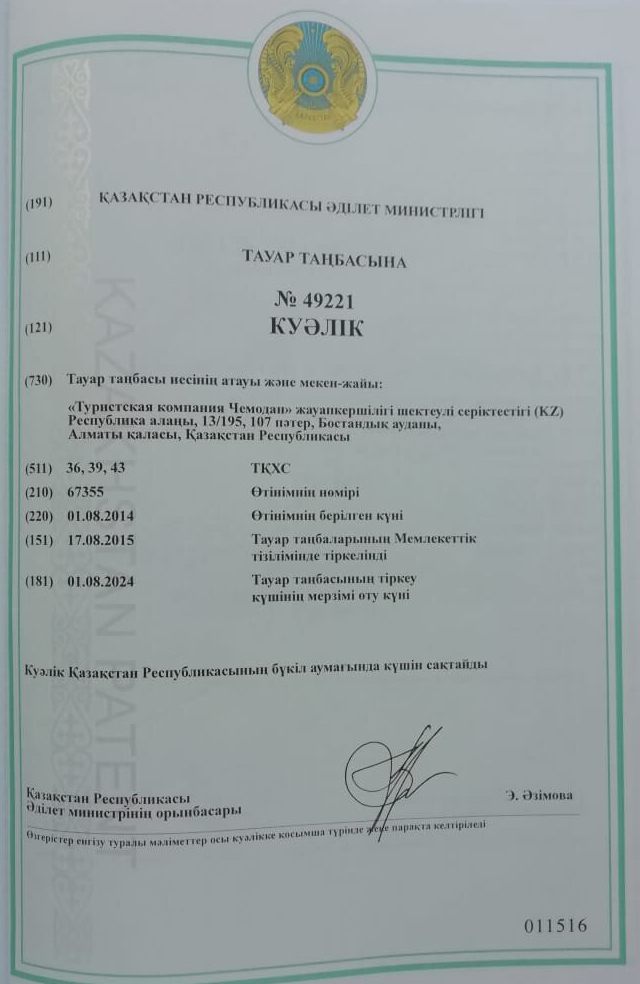 (191) ҚАЗАҚСТАН РЕСПУБЛИКАСЫ ӘДІЛЕТ МИНИСТРЛІГІ
(111) ТАУАР ТАҢБАСЫНА
№ 49221
(121) КУӘЛІК
(730) Тауар таңбасы иесінің атауы және мекен-жайы:
«Туристская компания Чемодан» жауапкершілігі шектеулі серіктестігі (KZ)
Республика алаңы, 13/195, 107 пәтер, Бостандық ауданы,
Алматы қаласы, Қазақстан Республикасы
(511) 36, 39, 43 ТҚХС
(210) 67355 Өтінімнің нөмірі
(220) 01.08.2014 Өтінімнің берілген күні
(151) 17.08.2015 Тауар таңбаларының Мемлекеттік
тізілімінде тіркелінді
(181) 01.08.2024 Тауар таңбасының тіркеу
күшінің мерзімі өту күні
Куәлік Қазақстан Республикасының бүкіл аумағында күшін сақтайды
Қазақстан Республикасы
Әділет министрінің орынбасары Э. Әзімова
Өзгерістер енгізу туралы мәліметтер осы куәлікке қосымша түрінде жеке парақта келтіріледі
011516
KAZAKHSTAN PATENT